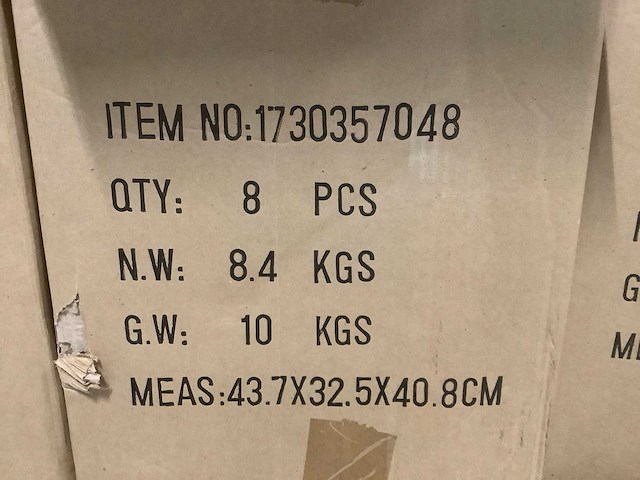 ITEM NO:1730357048
QTY: 8 PCS
N.W: 8.4 KGS
G.W: 10 KGS
MEAS:43.7X32.5X40.8CM